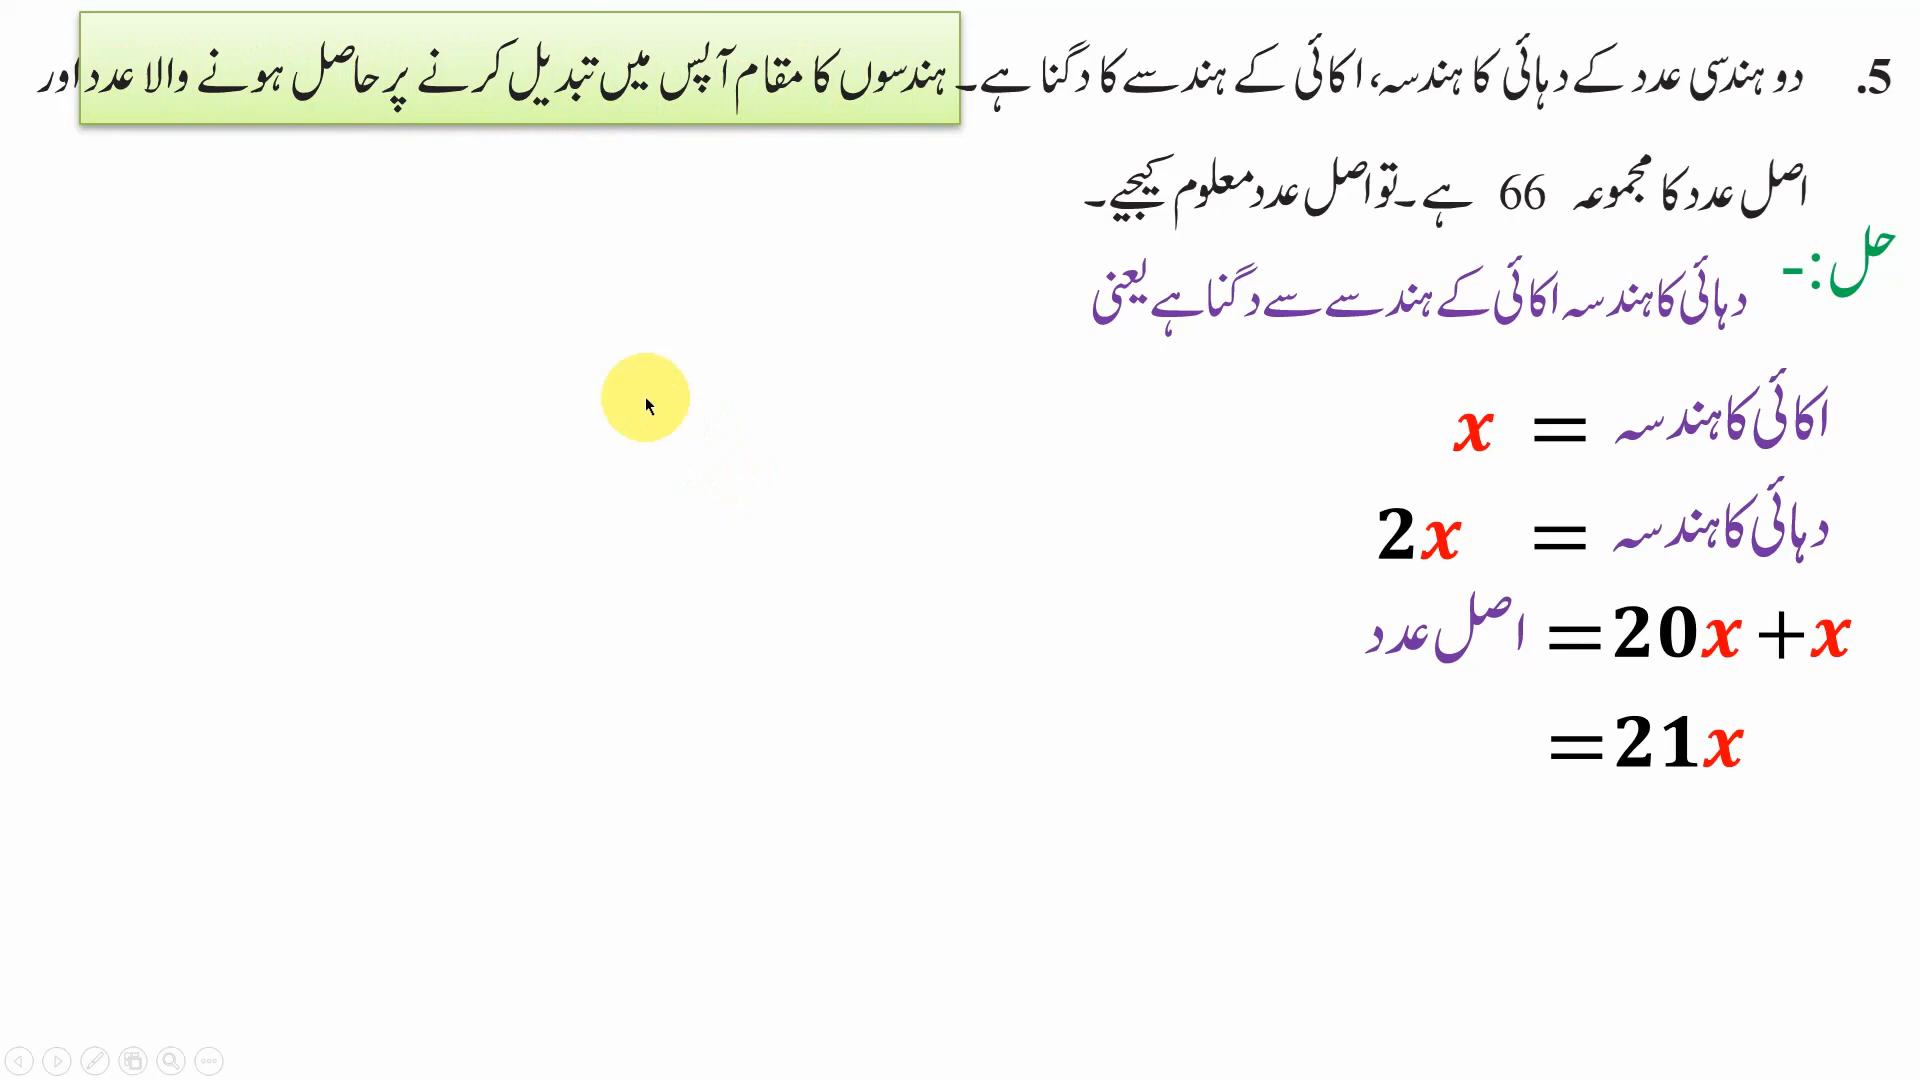 5. دو ہندسی عدد کے دہائی کا ہندسہ، اکائی کے ہندسے کا دگنا ہے۔ ہندسوں کا مقام آپس میں تبدیل کرنے پر حاصل ہونے والا عدد اور
اصل عدد کا مجموعہ 66 ہے۔ تو اصل عدد معلوم کیجیے۔
حل :-
دہائی کا ہندسہ اکائی کے ہندسے سے دگنا ہے یعنی
اکائی کا ہندسہ = x
دہائی کا ہندسہ = 2x
اصل عدد = 20x + x
= 21x